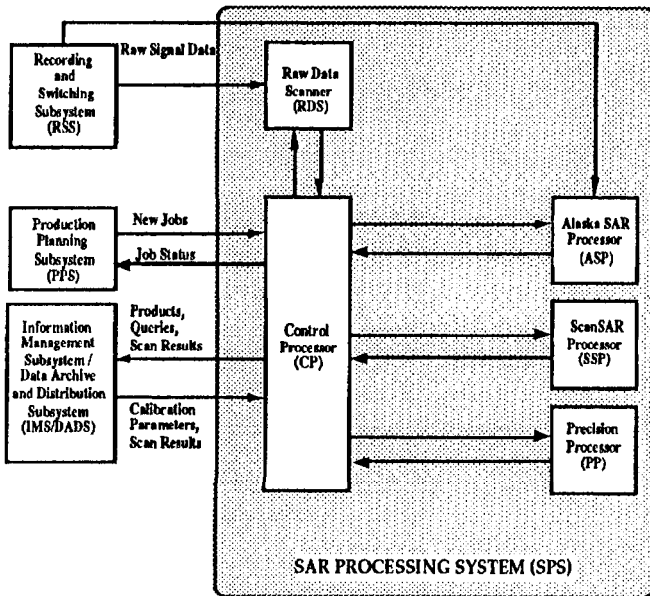 Raw Signal Data
Recording
and
Switching
Subsystem
(RSS)
Raw Data
Scanner
(RDS)
Production
Planning
Subsystem
(PPS)
New Jobs
Job Status
Alaska SAR
Processor
(ASP)
Information
Management
Subsystem /
Data Archive
and Distribution
Subsystem
(IMS/DADS)
Products,
Queries,
Scan Results
Calibration
Parameters,
Scan Results
Control
Processor
(CP)
ScanSAR
Processor
(SSP)
Precision
Processor
(PP)
SAR PROCESSING SYSTEM (SPS)